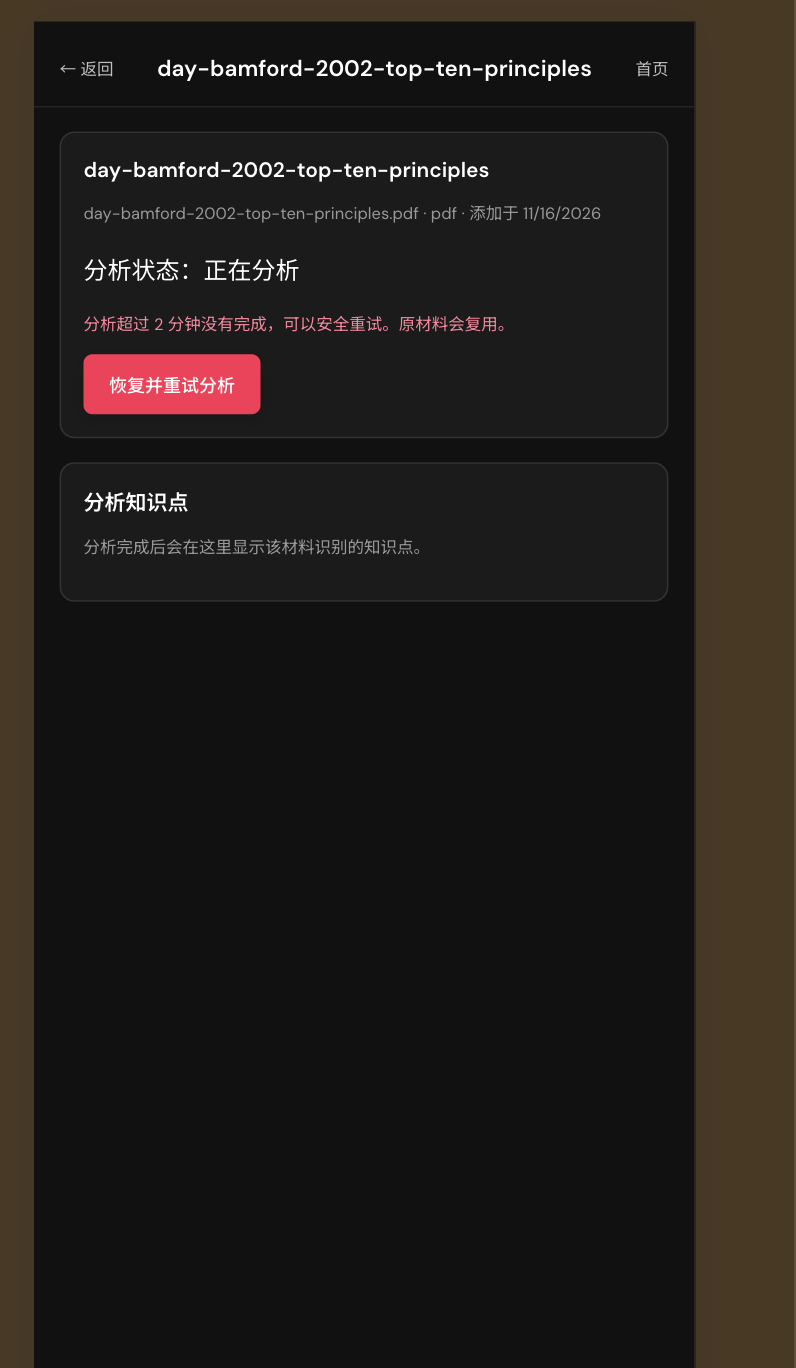 ← 返回
day-bamford-2002-top-ten-principles
首页
day-bamford-2002-top-ten-principles
day-bamford-2002-top-ten-principles.pdf · pdf · 添加于 11/16/2026
分析状态：正在分析
分析超过 2 分钟没有完成，可以安全重试。原材料会复用。
恢复并重试分析
分析知识点
分析完成后会在这里显示该材料识别的知识点。